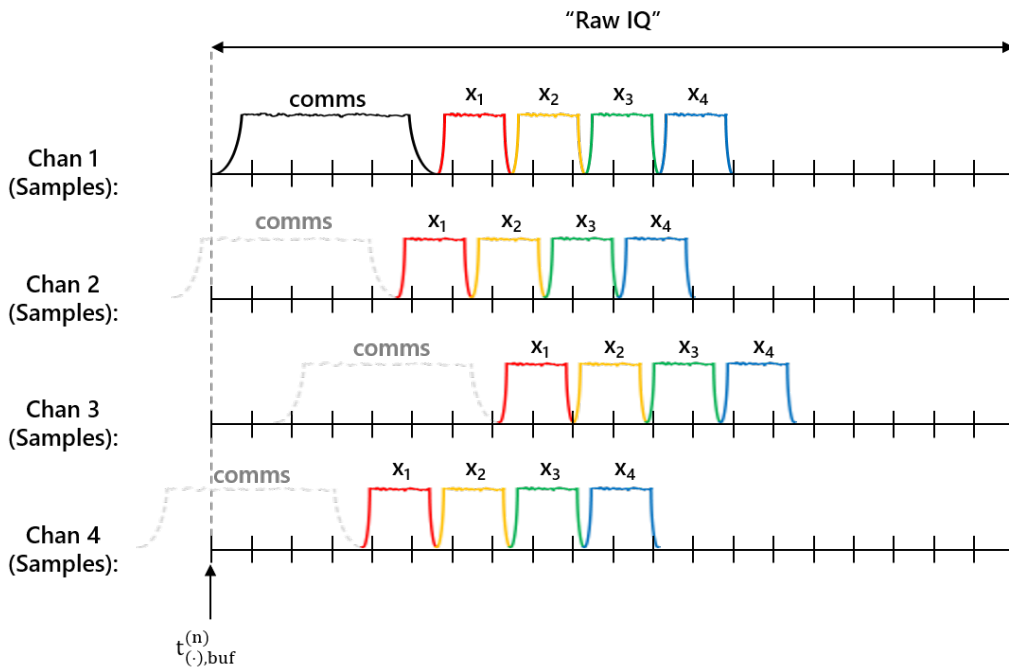 “Raw IQ”
comms x₁ x₂ x₃ x₄
Chan 1
(Samples):
comms x₁ x₂ x₃ x₄
Chan 2
(Samples):
comms x₁ x₂ x₃ x₄
Chan 3
(Samples):
comms x₁ x₂ x₃ x₄
Chan 4
(Samples):
t⁽ⁿ⁾₍·₎,buf